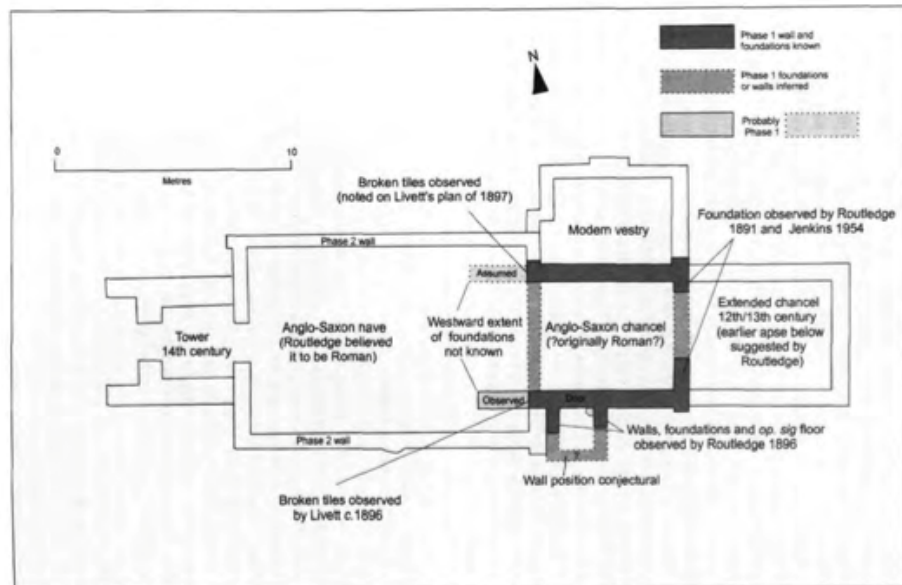 Phase 1 wall and
foundations known
N
Phase 1 foundations
or walls inferred
Probably
Phase 1
0
10
Metres
Broken tiles observed
(noted on Livett's plan of 1897)
Modern vestry
Foundation observed by Routledge
1891 and Jenkins 1954
Phase 2 wall
Assumed
Tower
14th century
Anglo-Saxon nave
(Routledge believed
it to be Roman)
Westward extent
of foundations
not known
Anglo-Saxon chancel
(?originally Roman?)
Extended chancel
12th/13th century
(earlier apse below
suggested by
Routledge)
Observed
Door
Phase 2 wall
Walls, foundations and op. sig floor
observed by Routledge 1896
?
Wall position conjectural
Broken tiles observed
by Livett c.1896